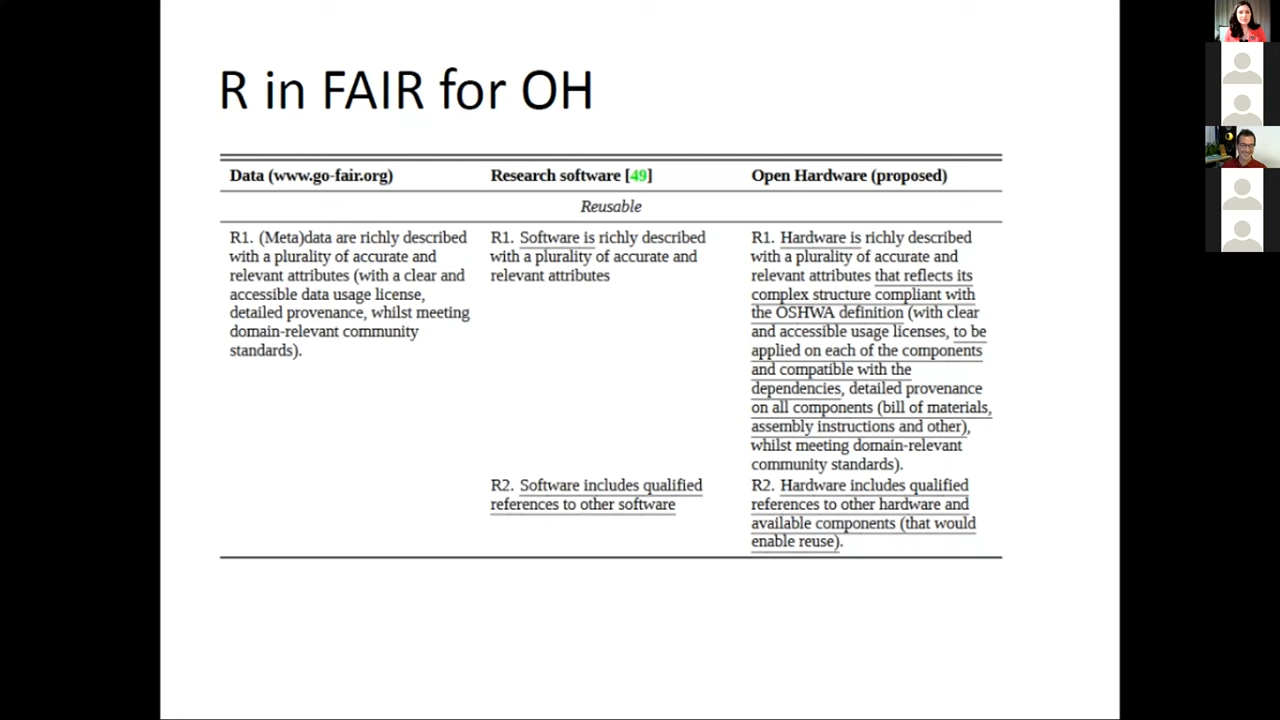 R in FAIR for OH
Data (www.go-fair.org)
Research software [49]
Open Hardware (proposed)
Reusable
R1. (Meta)data are richly described
with a plurality of accurate and
relevant attributes (with a clear and
accessible data usage license,
detailed provenance, whilst meeting
domain-relevant community
standards).
R1. Software is richly described
with a plurality of accurate and
relevant attributes
R1. Hardware is richly described
with a plurality of accurate and
relevant attributes that reflects its
complex structure compliant with
the OSHWA definition (with clear
and accessible usage licenses, to be
applied on each of the components
and compatible with the
dependencies, detailed provenance
on all components (bill of materials,
assembly instructions and other),
whilst meeting domain-relevant
community standards).
R2. Software includes qualified
references to other software
R2. Hardware includes qualified
references to other hardware and
available components (that would
enable reuse).